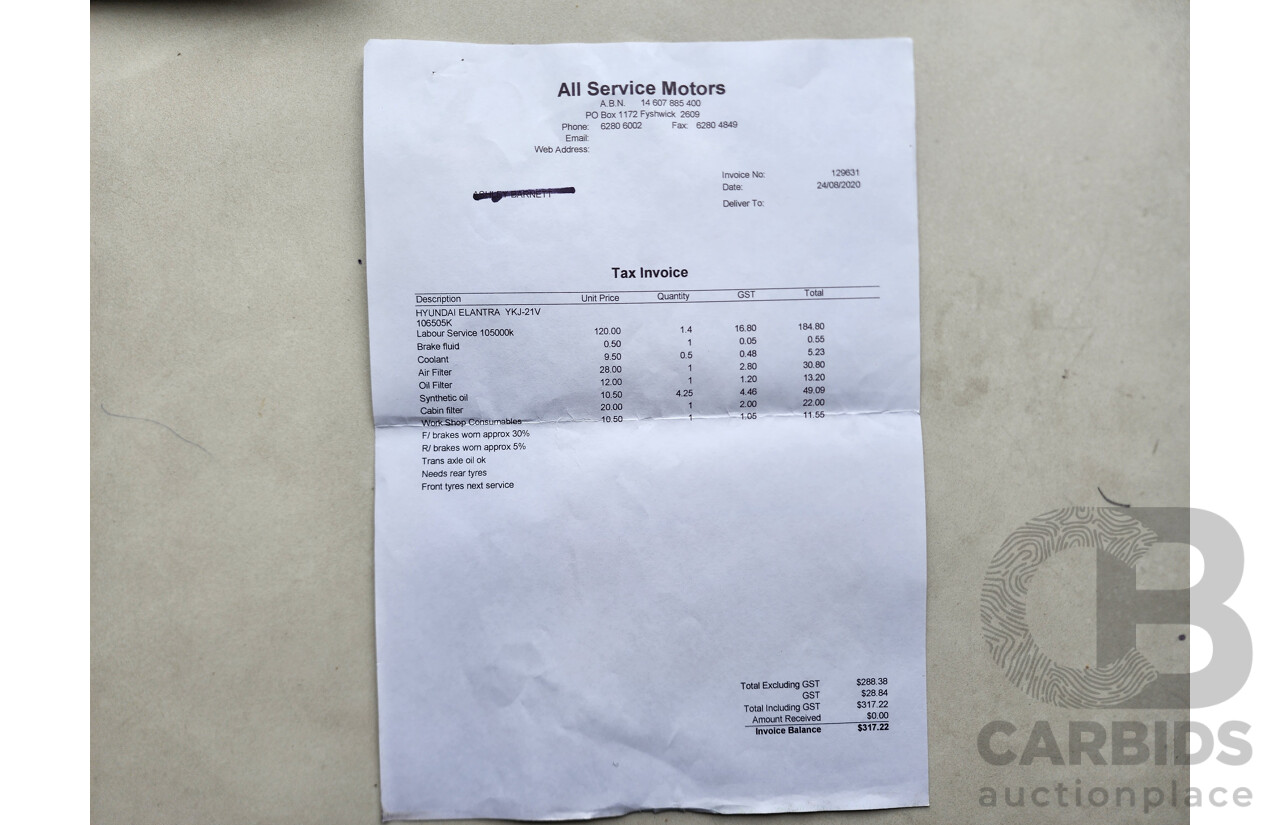 All Service Motors
A.B.N. 14 607 885 400
PO Box 1172 Fyshwick 2609
Phone: 6280 6002 Fax: 6280 4849
Email:
Web Address:
Invoice No: 129631
Date: 24/08/2020
Deliver To:
Tax Invoice
Description Unit Price Quantity GST Total
HYUNDAI ELANTRA YKJ-21V
106505K
Labour Service 105000k 120.00 1.4 16.80 184.80
Brake fluid 0.50 1 0.05 0.55
Coolant 9.50 0.5 0.48 5.23
Air Filter 28.00 1 2.80 30.80
Oil Filter 12.00 1 1.20 13.20
Synthetic oil 10.50 4.25 4.46 49.09
Cabin filter 20.00 1 2.00 22.00
Work Shop Consumables 10.50 1 1.05 11.55
F/ brakes worn approx 30%
R/ brakes worn approx 5%
Trans axle oil ok
Needs rear tyres
Front tyres next service
Total Excluding GST $288.38
GST $28.84
Total Including GST $317.22
Amount Received $0.00
Invoice Balance $317.22
CARBIDS
auctionplace